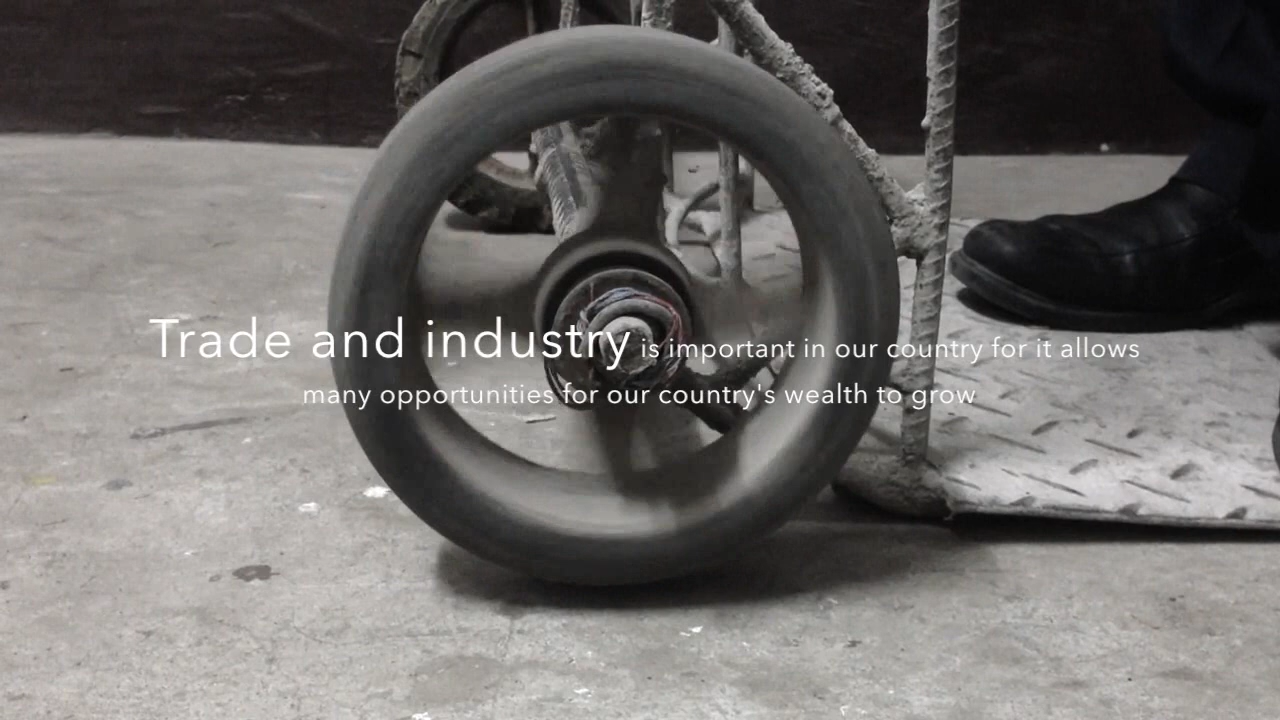 Trade and industry is important in our country for it allows
many opportunities for our country's wealth to grow